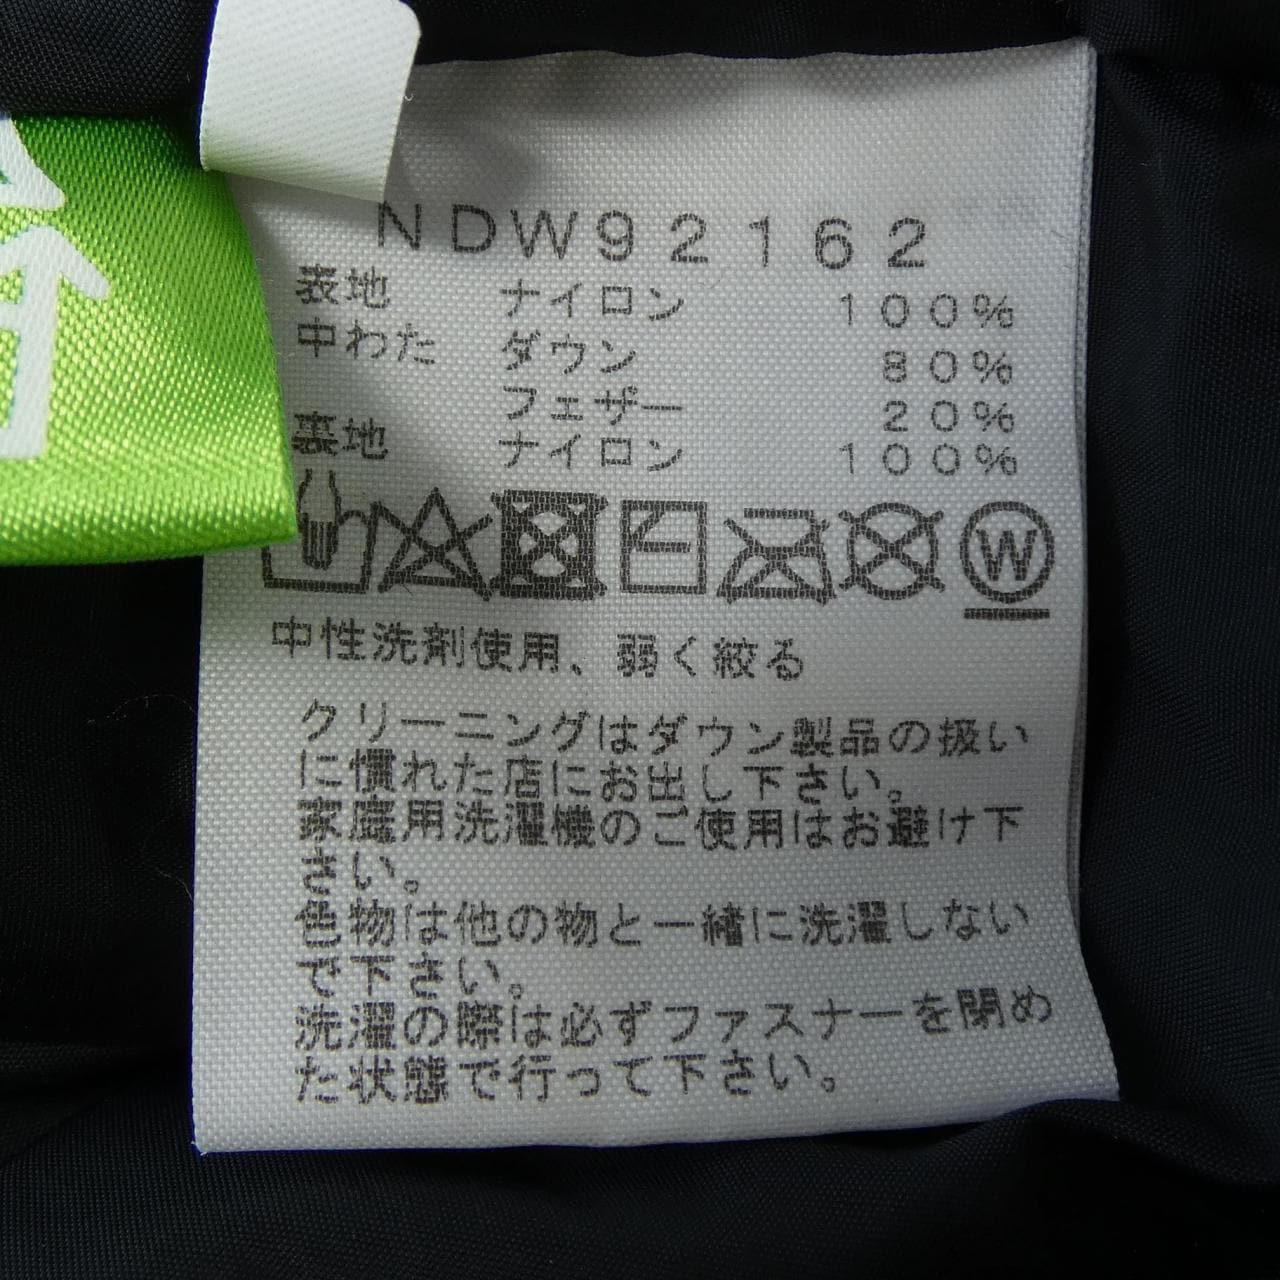 NDW92162
表地 ナイロン 100%
中わた ダウン 80%
フェザー 20%
裏地 ナイロン 100%
W
中性洗剤使用、弱く絞る
クリーニングはダウン製品の扱い
に慣れた店にお出し下さい。
家庭用洗濯機のご使用はお避け下
さい。
色物は他の物と一緒に洗濯しない
で下さい。
洗濯の際は必ずファスナーを閉め
た状態で行って下さい。